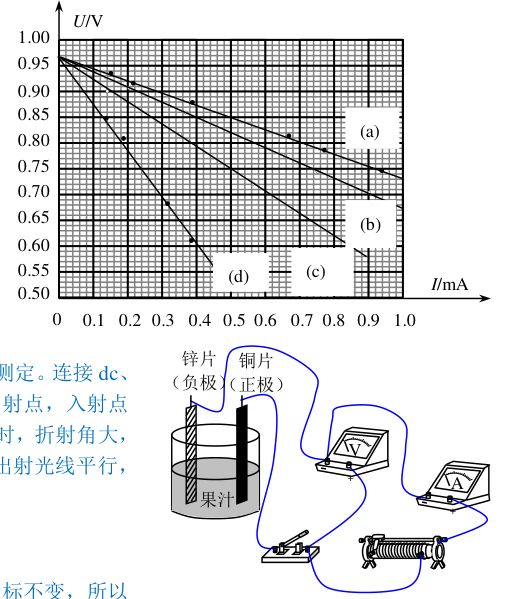 U/V
1.00
0.95
0.90
0.85
0.80
0.75
0.70
0.65
0.60
0.55
0.50
(a)
(b)
(c)
(d)
I/mA
0 0.1 0.2 0.3 0.4 0.5 0.6 0.7 0.8 0.9 1.0
测定。连接 dc、
射点，入射点
时，折射角大，
出射光线平行，
标不变，所以
锌片 铜片
（负极）（正极）
果汁
V
+
A
+